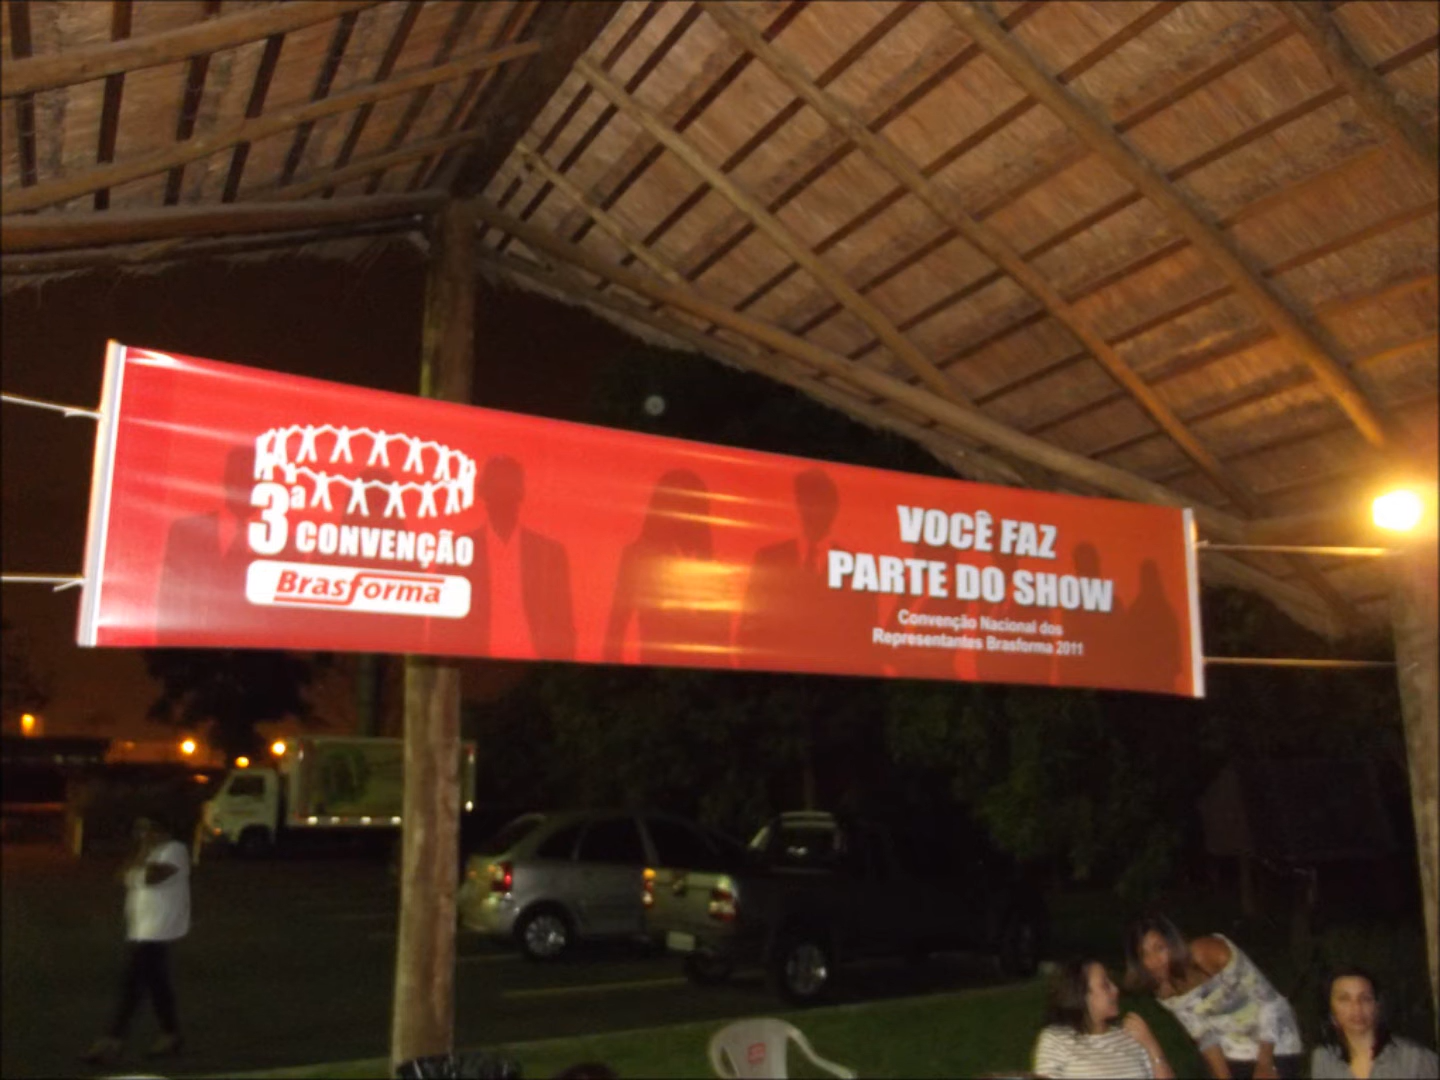 3ª CONVENÇÃO
Brasforma
VOCÊ FAZ
PARTE DO SHOW
Convenção Nacional dos
Representantes Brasforma 2011